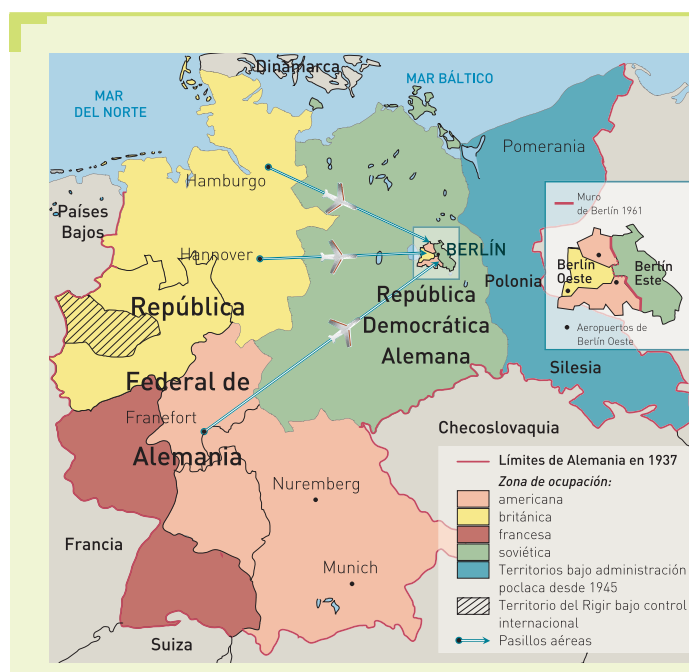 Dinamarca
MAR
DEL NORTE
MAR BÁLTICO
Pomerania
Hamburgo
Países
Bajos
Muro
de Berlín 1961
Hannover
BERLÍN
Berlín
Oeste
Berlín
Este
Polonia
República
República
Democrática
Alemana
Aeropuertos de
Berlín Oeste
Silesia
Federal de
Franefort
Alemania
Checoslovaquia
Límites de Alemania en 1937
Zona de ocupación:
americana
británica
francesa
soviética
Territorios bajo administración
poclaca desde 1945
Territorio del Rigir bajo control
internacional
Pasillos aéreas
Nuremberg
Francia
Munich
Suiza